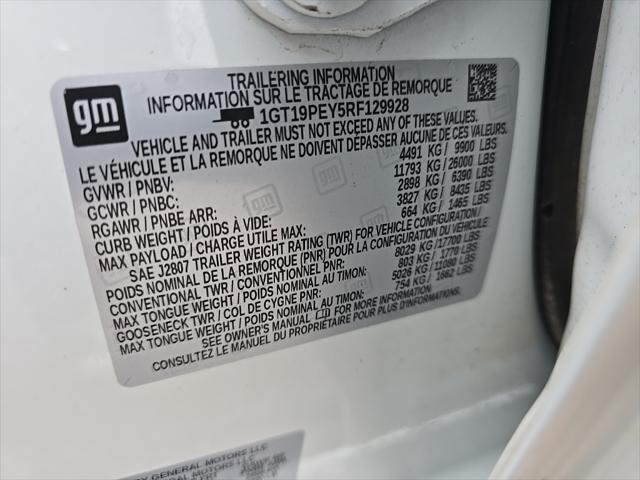 gm
TRAILERING INFORMATION
INFORMATION SUR LE TRACTAGE DE REMORQUE
1GT19PEY5RF129928
VEHICLE AND TRAILER MUST NOT EXCEED ANY OF THESE VALUES.
LE VÉHICULE ET LA REMORQUE NE DOIVENT DÉPASSER AUCUNE DE CES VALEURS.
GVWR / PNBV: 4491 KG / 9900 LBS
GCWR / PNBC: 11793 KG / 26000 LBS
RGAWR / PNBE ARR: 2898 KG / 6390 LBS
CURB WEIGHT / POIDS À VIDE: 3827 KG / 8435 LBS
MAX PAYLOAD / CHARGE UTILE MAX: 664 KG / 1465 LBS
SAE J2807 TRAILER WEIGHT RATING (TWR) FOR VEHICLE CONFIGURATION
POIDS NOMINAL DE LA REMORQUE (PNR) POUR LA CONFIGURATION DU VÉHICULE
CONVENTIONAL TWR / CONVENTIONNEL PNR: 8029 KG / 17700 LBS
MAX TONGUE WEIGHT / POIDS NOMINAL AU TIMON: 803 KG / 1770 LBS
GOOSENECK TWR / COL DE CYGNE PNR: 5026 KG / 11080 LBS
MAX TONGUE WEIGHT / POIDS NOMINAL AU TIMON: 754 KG / 1662 LBS
SEE OWNER'S MANUAL FOR MORE INFORMATION.
CONSULTEZ LE MANUEL DU PROPRIÉTAIRE POUR PLUS D'INFORMATION.
GENERAL MOTORS LLC
GENERAL MOTORS LLC